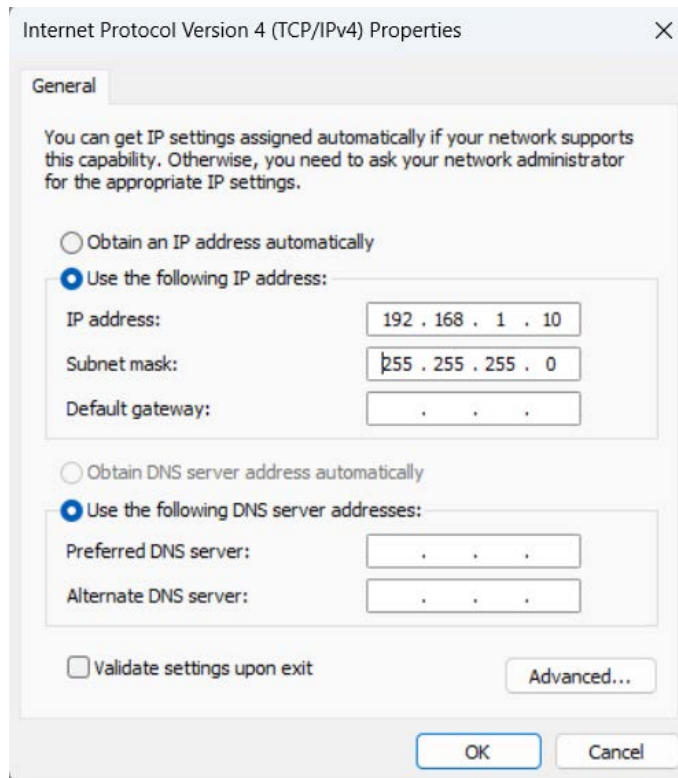 Internet Protocol Version 4 (TCP/IPv4) Properties
General
You can get IP settings assigned automatically if your network supports
this capability. Otherwise, you need to ask your network administrator
for the appropriate IP settings.
Obtain an IP address automatically
Use the following IP address:
IP address: 192 . 168 . 1 . 10
Subnet mask: 255 . 255 . 255 . 0
Default gateway: . . .
Obtain DNS server address automatically
Use the following DNS server addresses:
Preferred DNS server: . . .
Alternate DNS server: . . .
Validate settings upon exit
Advanced...
OK Cancel